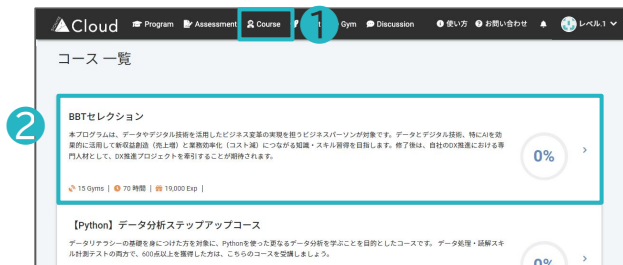 Cloud Program Assessment Course Gym Discussion 使い方 お問い合わせ レベル.1
1
コース 一覧
2
BBTセレクション
本プログラムは、データやデジタル技術を活用したビジネス変革の実現を担うビジネスパーソンが対象です。データとデジタル技術、特にAIを効
果的に活用して新収益創造（売上増）と業務効率化（コスト減）につながる知識・スキル習得を目指します。修了後は、自社のDX推進における専
門人材として、DX推進プロジェクトを牽引することが期待されます。
0%
15 Gyms | 70 時間 | 19,000 Exp |
【Python】データ分析ステップアップコース
データリテラシーの基礎を身につけた方を対象に、Pythonを使った更なるデータ分析を学ぶことを目的としたコースです。 データ処理・読解スキ
ル計測テストの両方で、600点以上を獲得した方は、こちらのコースを受講しましょう。
0%